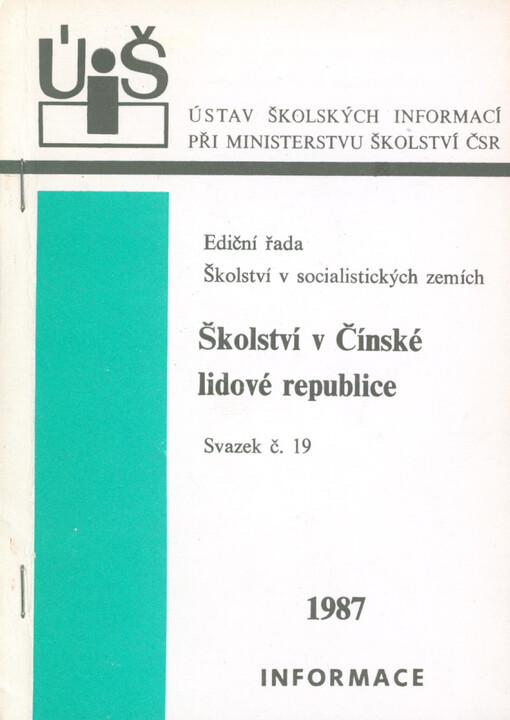 ÚiŠ
ÚSTAV ŠKOLSKÝCH INFORMACÍ
PŘI MINISTERSTVU ŠKOLSTVÍ ČSR
Ediční řada
Školství v socialistických zemích
Školství v Čínské
lidové republice
Svazek č. 19
1987
INFORMACE